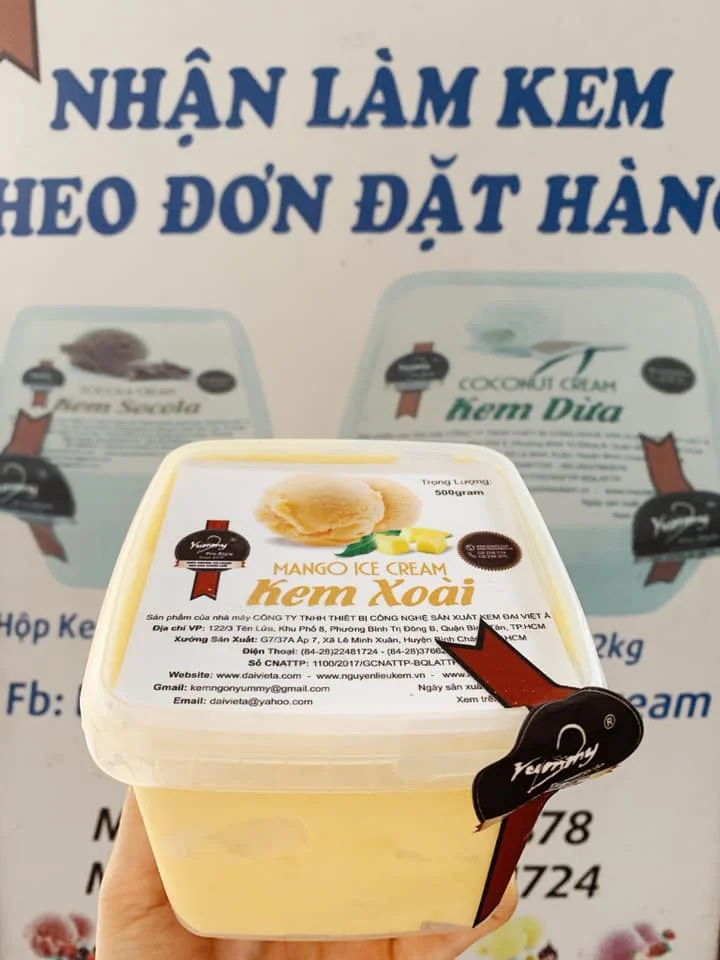 NHẬN LÀM KEM
HEO ĐƠN ĐẶT HÀNG
COCONUT CREAM
Kem Socola
Kem Dừa
Trọng Lượng:
500gram
Yummy
MANGO ICE CREAM
Kem Xoài
Sản phẩm của nhà máy CÔNG TY TNHH THIẾT BỊ CÔNG NGHỆ SẢN XUẤT KEM ĐẠI VIỆT Á
Địa chỉ VP: 122/3 Tên Lửa, Khu Phố 8, Phường Bình Trị Đông B, Quận Bình Tân, TP.HCM
Xưởng Sản Xuất: G7/37A Ấp 7, Xã Lê Minh Xuân, Huyện Bình Chánh, HCM
Điện Thoại: (84-28)22481724 - (84-28)3766
Số CNATTP: 1100/2017/GCNATTP-BQLATTP
Website: www.daivieta.com - www.nguyenlieukem.vn -
Gmail: kemngonyummy@gmail.com
Ngày sản xuất
Email: daivieta@yahoo.com
Xem trên
Yummy ®
Hộp Ke
2kg
Fb:
eam
878
0724